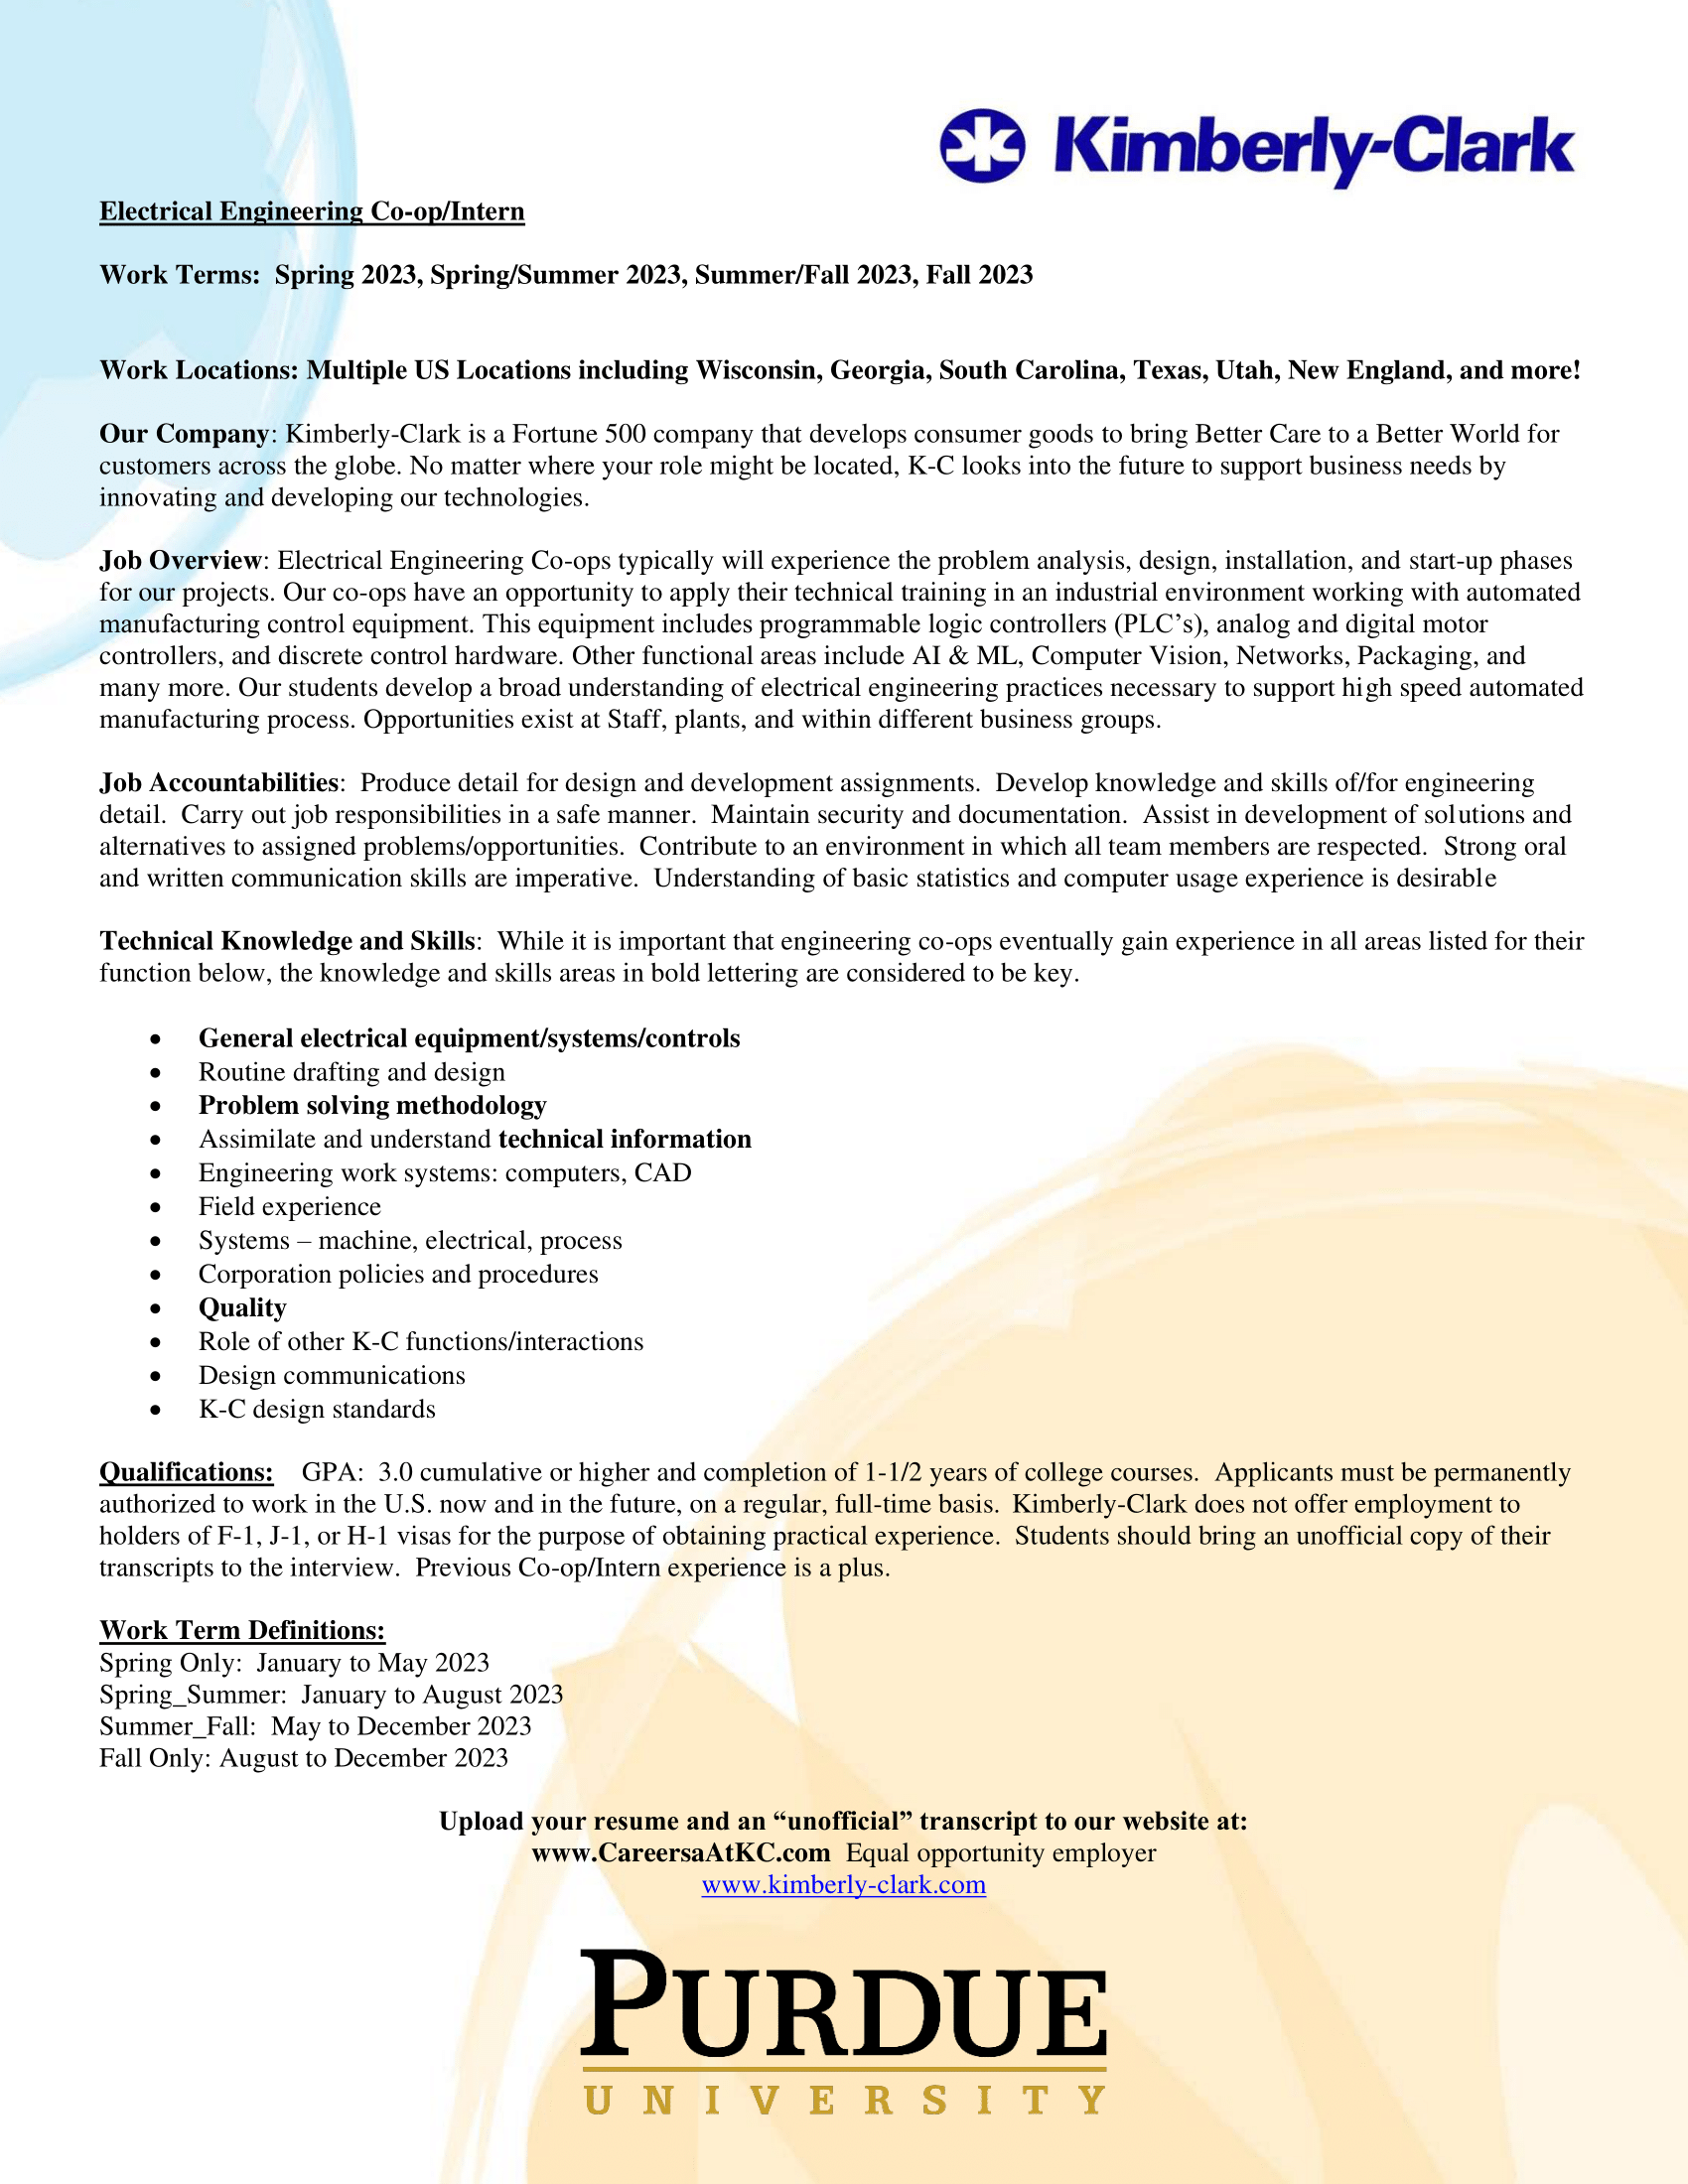 Kimberly-Clark
Electrical Engineering Co-op/Intern
Work Terms:  Spring 2023, Spring/Summer 2023, Summer/Fall 2023, Fall 2023
Work Locations: Multiple US Locations including Wisconsin, Georgia, South Carolina, Texas, Utah, New England, and more!
Our Company: Kimberly-Clark is a Fortune 500 company that develops consumer goods to bring Better Care to a Better World for
customers across the globe. No matter where your role might be located, K-C looks into the future to support business needs by
innovating and developing our technologies.
Job Overview: Electrical Engineering Co-ops typically will experience the problem analysis, design, installation, and start-up phases
for our projects. Our co-ops have an opportunity to apply their technical training in an industrial environment working with automated
manufacturing control equipment. This equipment includes programmable logic controllers (PLC’s), analog and digital motor
controllers, and discrete control hardware. Other functional areas include AI & ML, Computer Vision, Networks, Packaging, and
many more. Our students develop a broad understanding of electrical engineering practices necessary to support high speed automated
manufacturing process. Opportunities exist at Staff, plants, and within different business groups.
Job Accountabilities:  Produce detail for design and development assignments.  Develop knowledge and skills of/for engineering
detail.  Carry out job responsibilities in a safe manner.  Maintain security and documentation.  Assist in development of solutions and
alternatives to assigned problems/opportunities.  Contribute to an environment in which all team members are respected.  Strong oral
and written communication skills are imperative.  Understanding of basic statistics and computer usage experience is desirable
Technical Knowledge and Skills:  While it is important that engineering co-ops eventually gain experience in all areas listed for their
function below, the knowledge and skills areas in bold lettering are considered to be key.
• General electrical equipment/systems/controls
• Routine drafting and design
• Problem solving methodology
• Assimilate and understand technical information
• Engineering work systems: computers, CAD
• Field experience
• Systems – machine, electrical, process
• Corporation policies and procedures
• Quality
• Role of other K-C functions/interactions
• Design communications
• K-C design standards
Qualifications:    GPA:  3.0 cumulative or higher and completion of 1-1/2 years of college courses.  Applicants must be permanently
authorized to work in the U.S. now and in the future, on a regular, full-time basis.  Kimberly-Clark does not offer employment to
holders of F-1, J-1, or H-1 visas for the purpose of obtaining practical experience.  Students should bring an unofficial copy of their
transcripts to the interview.  Previous Co-op/Intern experience is a plus.
Work Term Definitions:
Spring Only:  January to May 2023
Spring_Summer:  January to August 2023
Summer_Fall:  May to December 2023
Fall Only: August to December 2023
Upload your resume and an “unofficial” transcript to our website at:
www.CareersaAtKC.com  Equal opportunity employer
www.kimberly-clark.com
PURDUE
UNIVERSITY